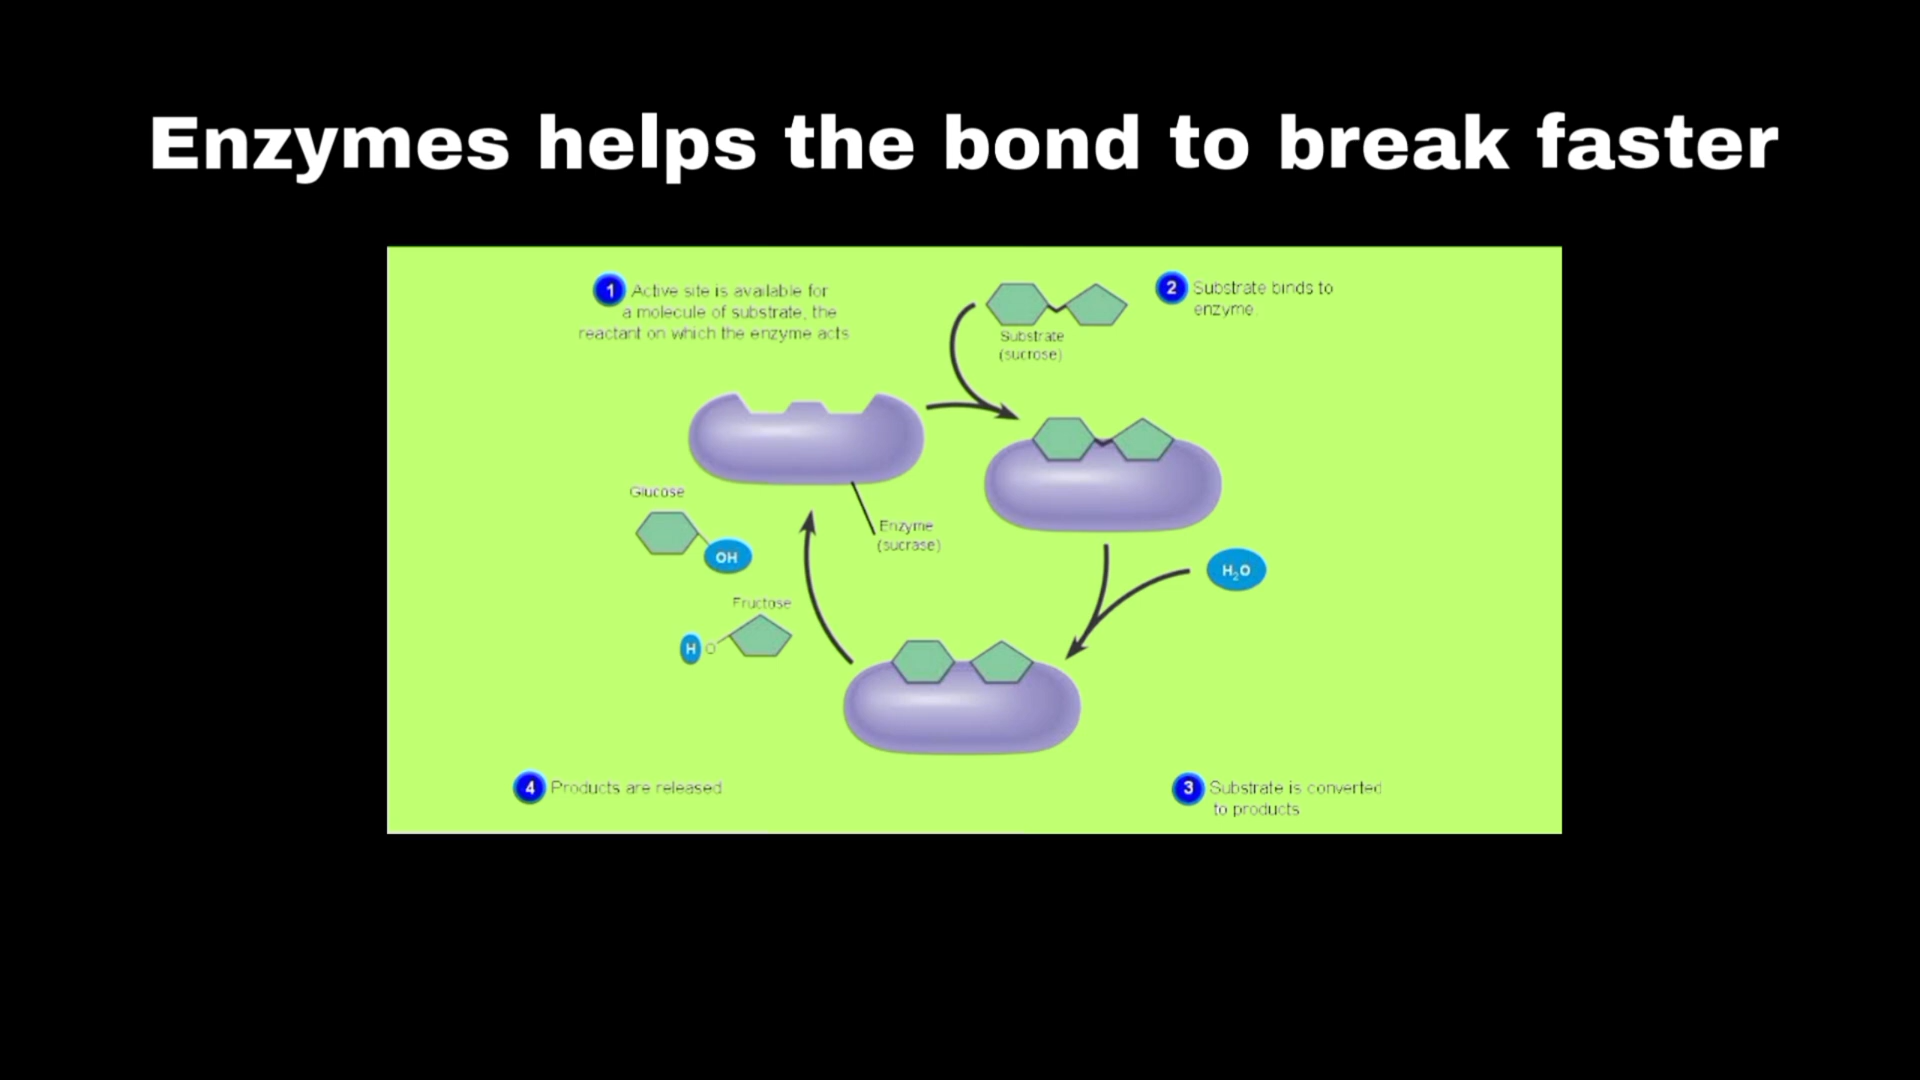 Enzymes helps the bond to break faster
1 Active site is available for
a molecule of substrate, the
reactant on which the enzyme acts
Substrate
(sucrose)
2 Substrate binds to
enzyme.
Glucose
OH
Enzyme
(sucrase)
H₂O
Fructose
H O
4 Products are released
3 Substrate is converted
to products